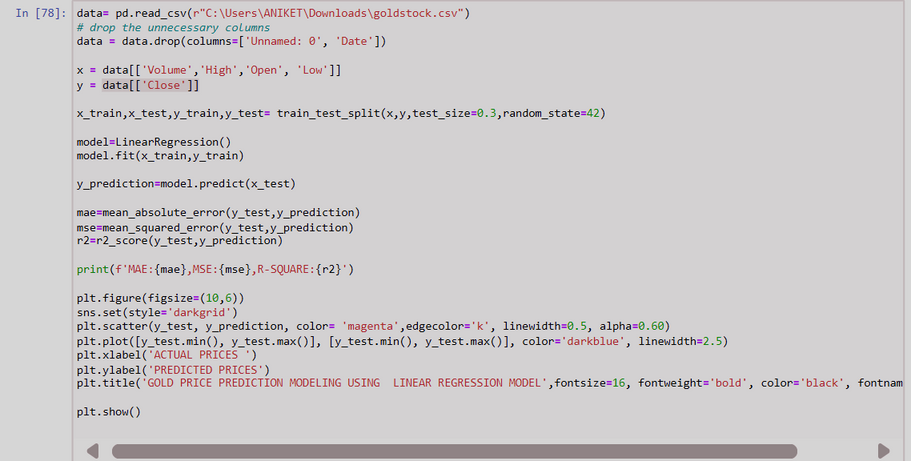 In [78]: data= pd.read_csv(r"C:\Users\ANIKET\Downloads\goldstock.csv")
# drop the unnecessary columns
data = data.drop(columns=['Unnamed: 0', 'Date'])
x = data[['Volume','High','Open', 'Low']]
y = data[['Close']]
x_train,x_test,y_train,y_test= train_test_split(x,y,test_size=0.3,random_state=42)
model=LinearRegression()
model.fit(x_train,y_train)
y_prediction=model.predict(x_test)
mae=mean_absolute_error(y_test,y_prediction)
mse=mean_squared_error(y_test,y_prediction)
r2=r2_score(y_test,y_prediction)
print(f'MAE:{mae},MSE:{mse},R-SQUARE:{r2}')
plt.figure(figsize=(10,6))
sns.set(style='darkgrid')
plt.scatter(y_test, y_prediction, color= 'magenta',edgecolor='k', linewidth=0.5, alpha=0.60)
plt.plot([y_test.min(), y_test.max()], [y_test.min(), y_test.max()], color='darkblue', linewidth=2.5)
plt.xlabel('ACTUAL PRICES ')
plt.ylabel('PREDICTED PRICES')
plt.title('GOLD PRICE PREDICTION MODELING USING  LINEAR REGRESSION MODEL',fontsize=16, fontweight='bold', color='black', fontnam
plt.show()